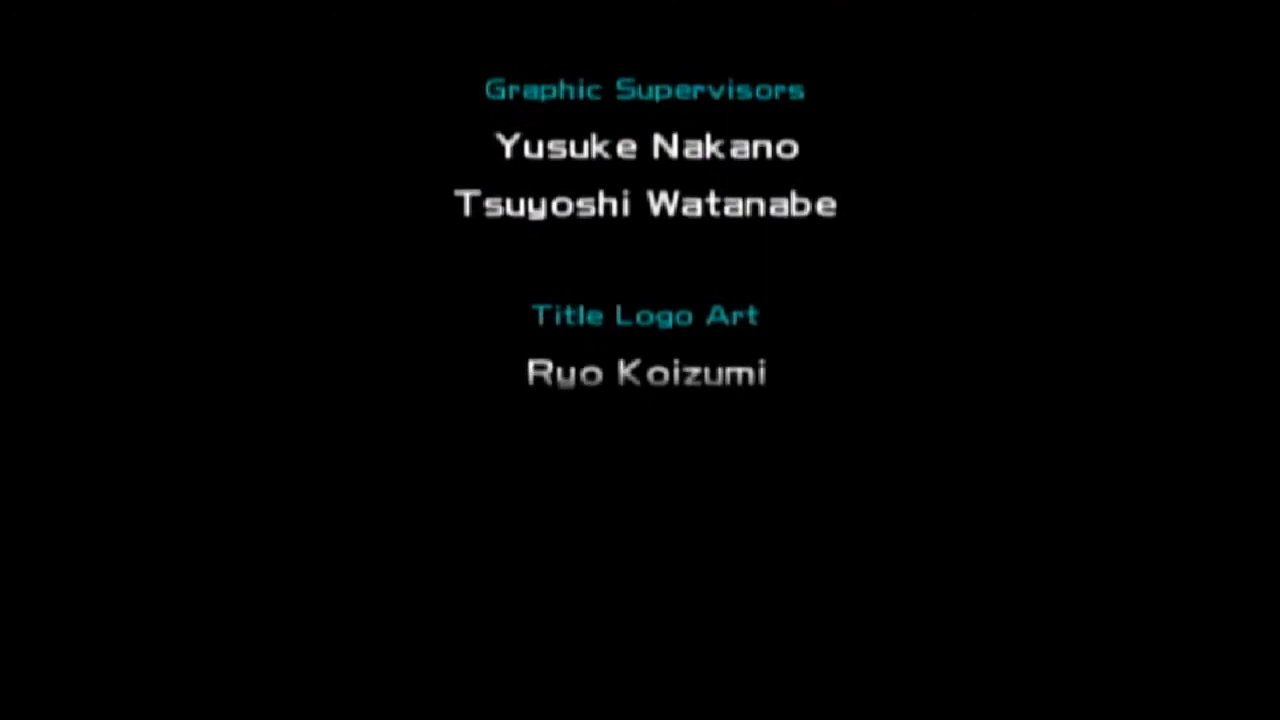 Graphic Supervisors
Yusuke Nakano
Tsuyoshi Watanabe
Title Logo Art
Ryo Koizumi